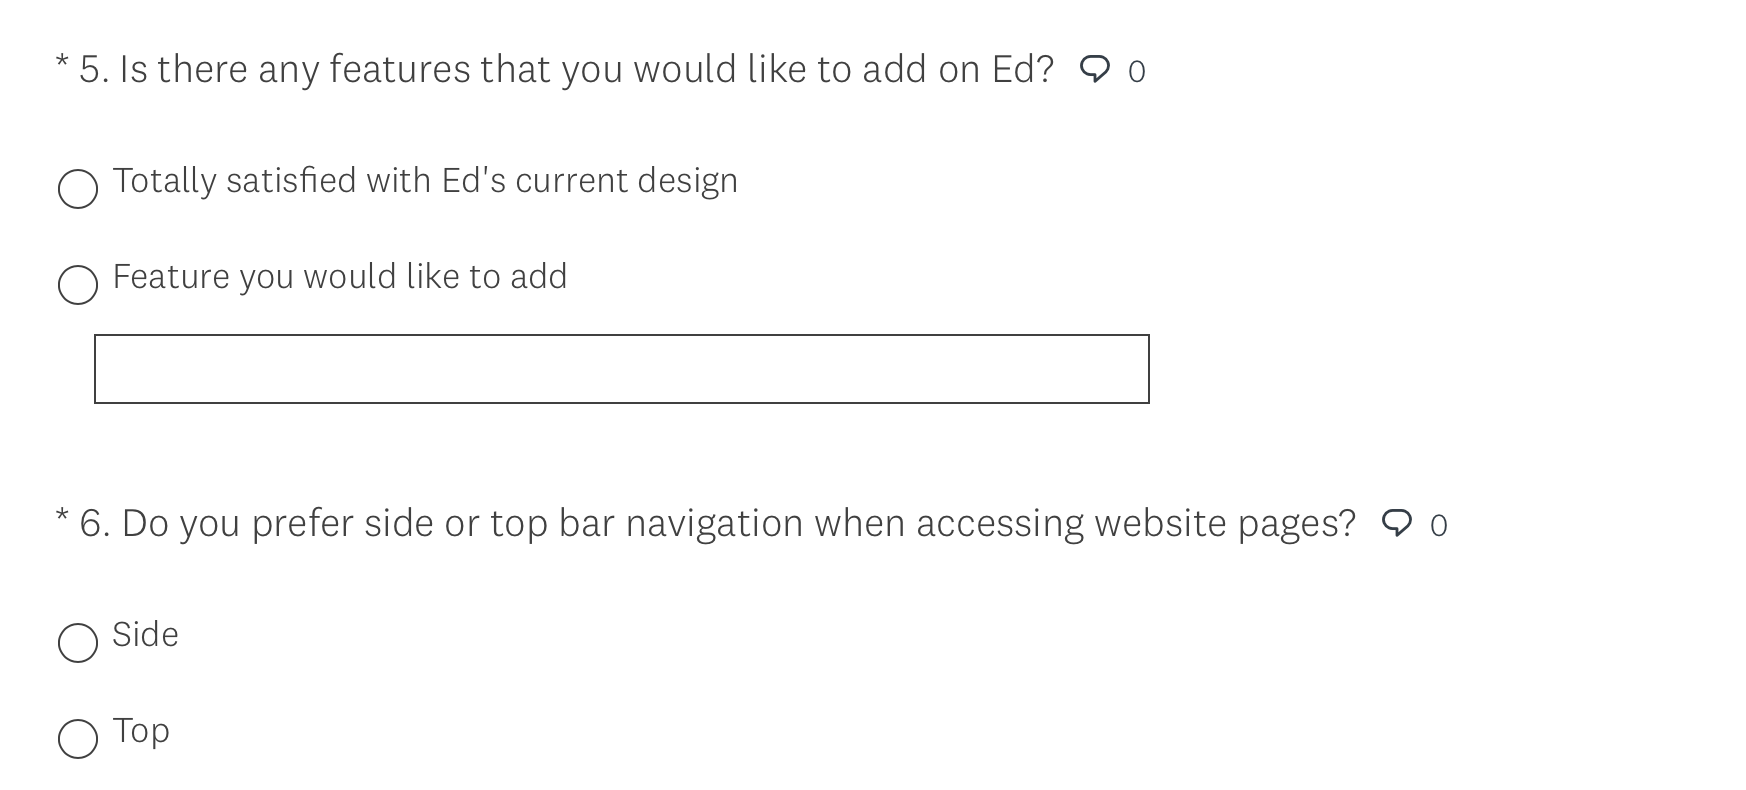 * 5. Is there any features that you would like to add on Ed? 0
Totally satisfied with Ed's current design
Feature you would like to add
* 6. Do you prefer side or top bar navigation when accessing website pages? 0
Side
Top